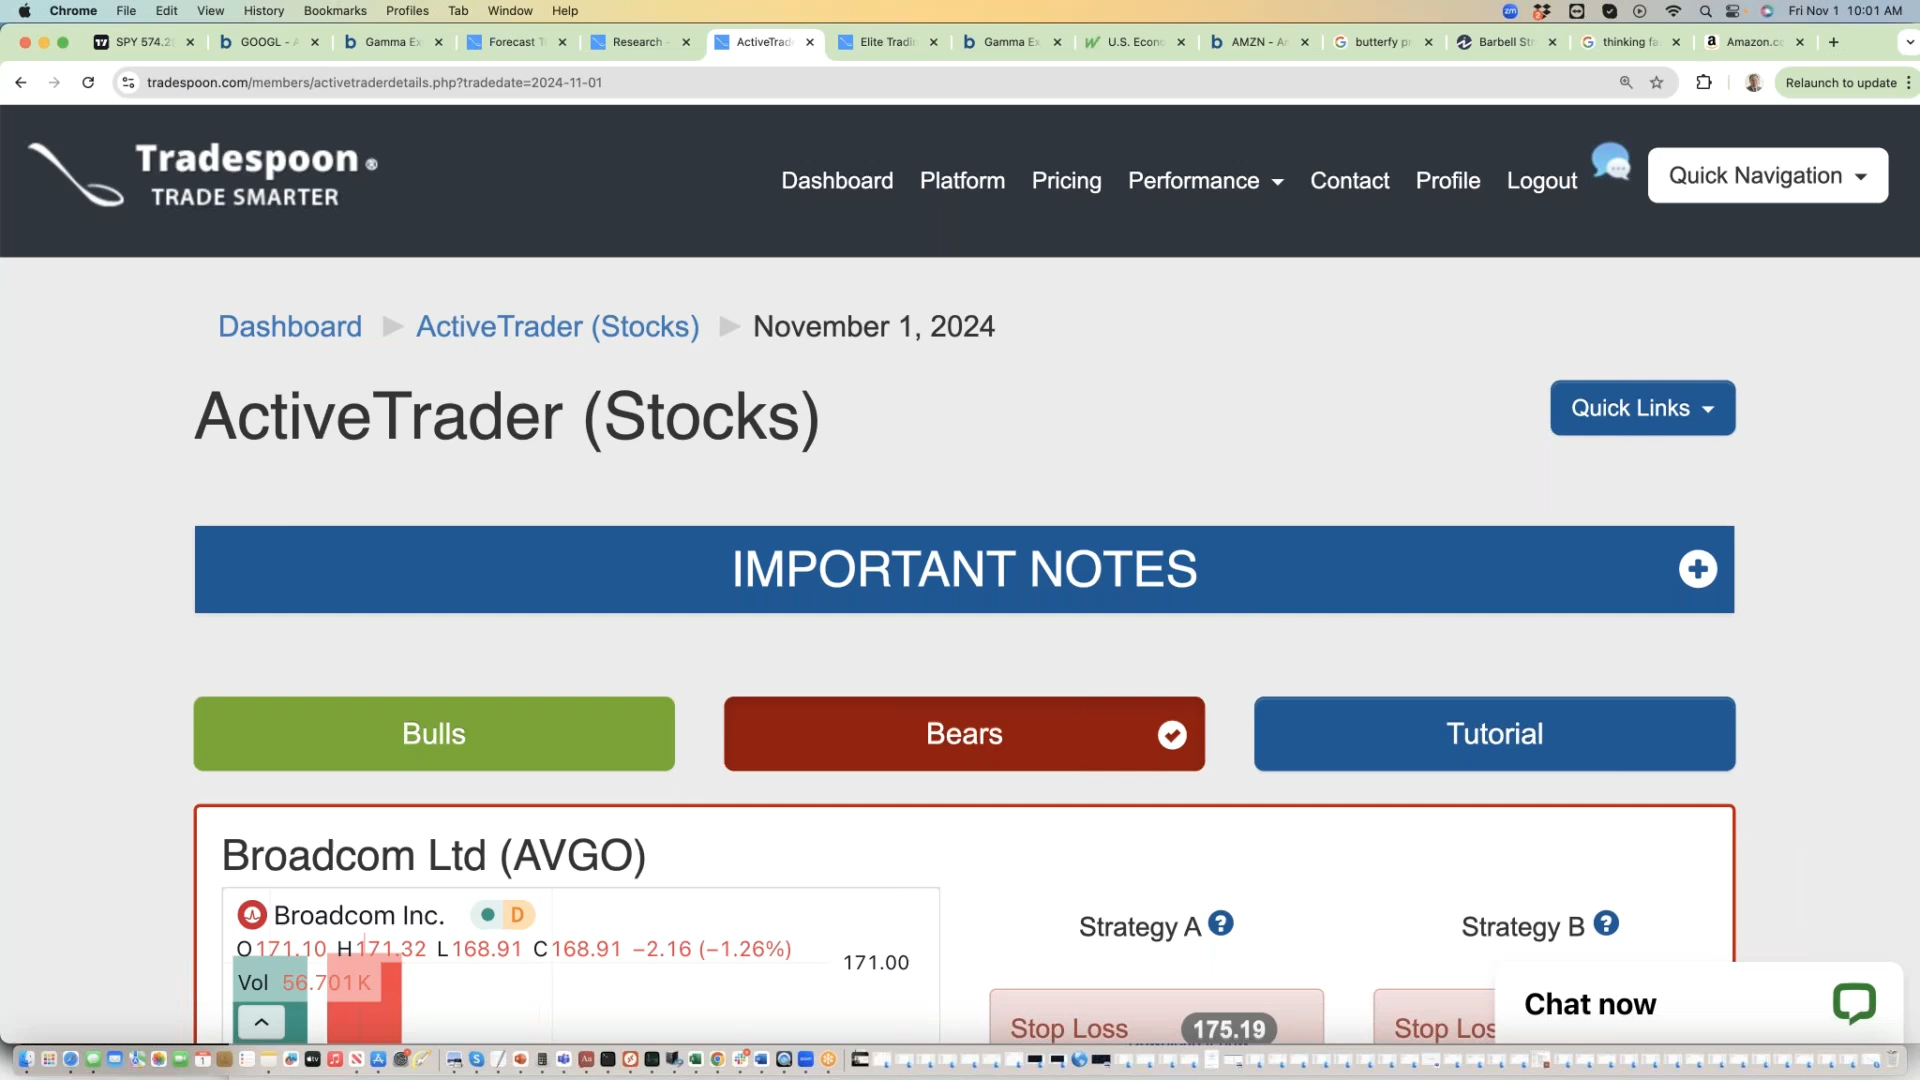 Chrome File Edit View History Bookmarks Profiles Tab Window Help
zm Fri Nov 1 10:01 AM
SPY 574.2 GOOGL - Gamma Ex Forecast T Research ActiveTrad Elite Tradi Gamma Ex U.S. Econ AMZN - A butterfy p Barbell St thinking fa Amazon.c
tradespoon.com/members/activetraderdetails.php?tradedate=2024-11-01
Relaunch to update
Tradespoon ®
TRADE SMARTER
Dashboard Platform Pricing Performance Contact Profile Logout
Quick Navigation
Dashboard ActiveTrader (Stocks) November 1, 2024
ActiveTrader (Stocks)
Quick Links
IMPORTANT NOTES
Bulls
Bears
Tutorial
Broadcom Ltd (AVGO)
Broadcom Inc. D
O171.10 H171.32 L168.91 C168.91 −2.16 (−1.26%)
171.00
Vol 56.701K
Strategy A ?
Strategy B ?
Stop Loss 175.19
Stop Los
Chat now